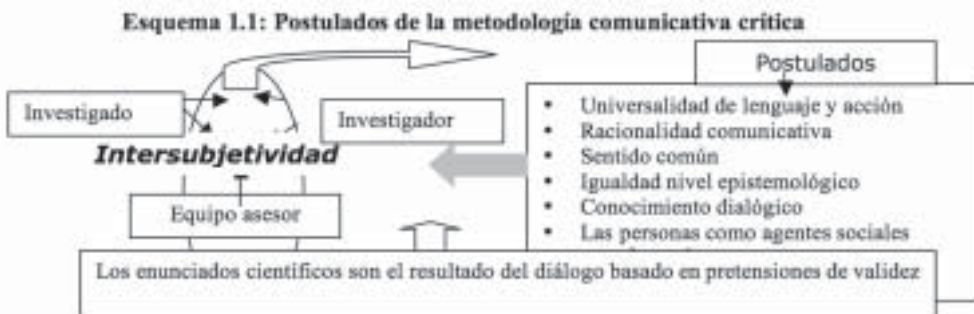 Esquema 1.1: Postulados de la metodología comunicativa crítica
Postulados
Investigado
Investigador
Intersubjetividad
Equipo asesor
• Universalidad de lenguaje y acción
• Racionalidad comunicativa
• Sentido común
• Igualdad nivel epistemológico
• Conocimiento dialógico
• Las personas como agentes sociales
Los enunciados científicos son el resultado del diálogo basado en pretensiones de validez